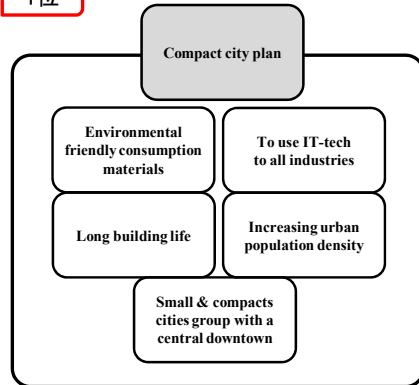 位
Compact city plan
Environmental
friendly consumption
materials
To use IT-tech
to all industries
Long building life
Increasing urban
population density
Small & compacts
cities group with a
central downtown